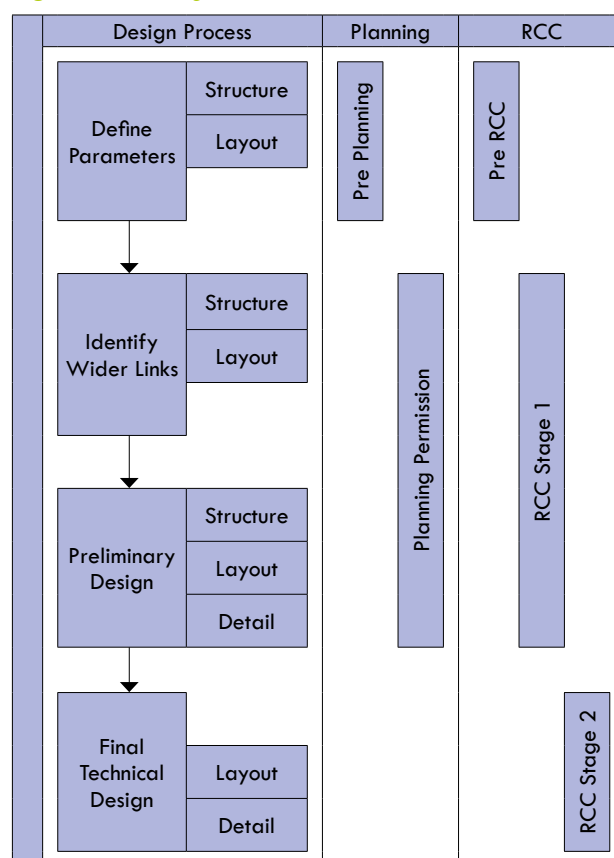 Design Process
Planning
RCC
Define
Parameters
Structure
Layout
Pre Planning
Pre RCC
Identify
Wider Links
Structure
Layout
Planning Permission
RCC Stage 1
Preliminary
Design
Structure
Layout
Detail
Final
Technical
Design
Layout
Detail
RCC Stage 2